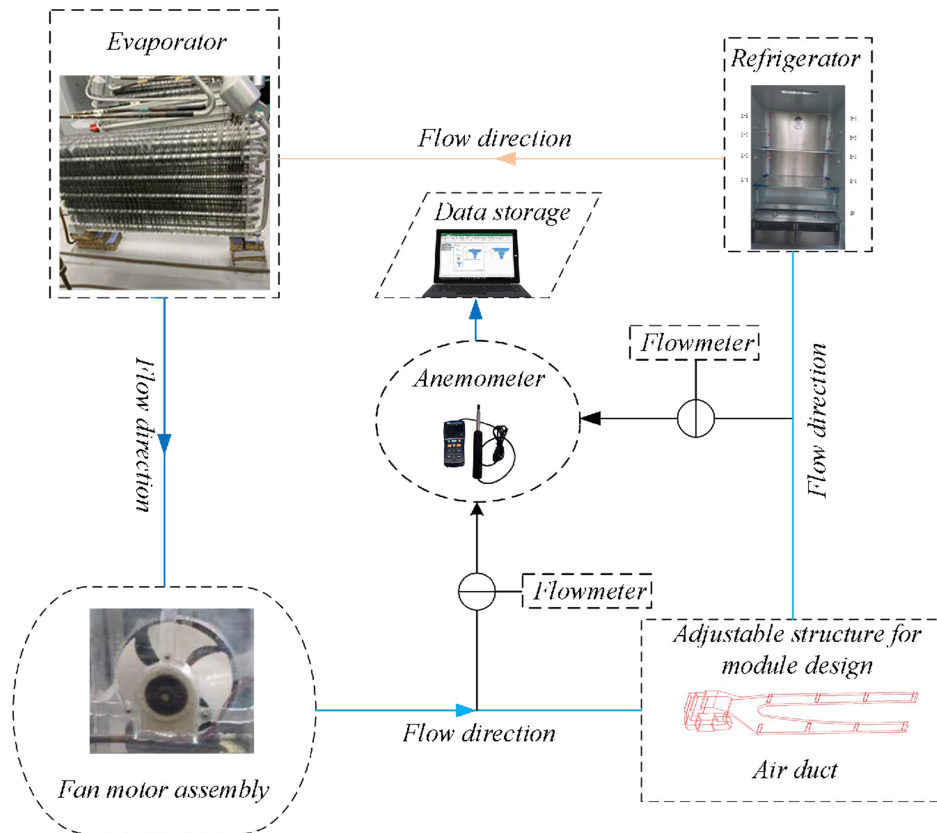 Evaporator
Refrigerator
Flow direction
Data storage
Flowmeter
Anemometer
Flow direction
Flow direction
Flowmeter
Adjustable structure for
module design
Flow direction
Air duct
Fan motor assembly